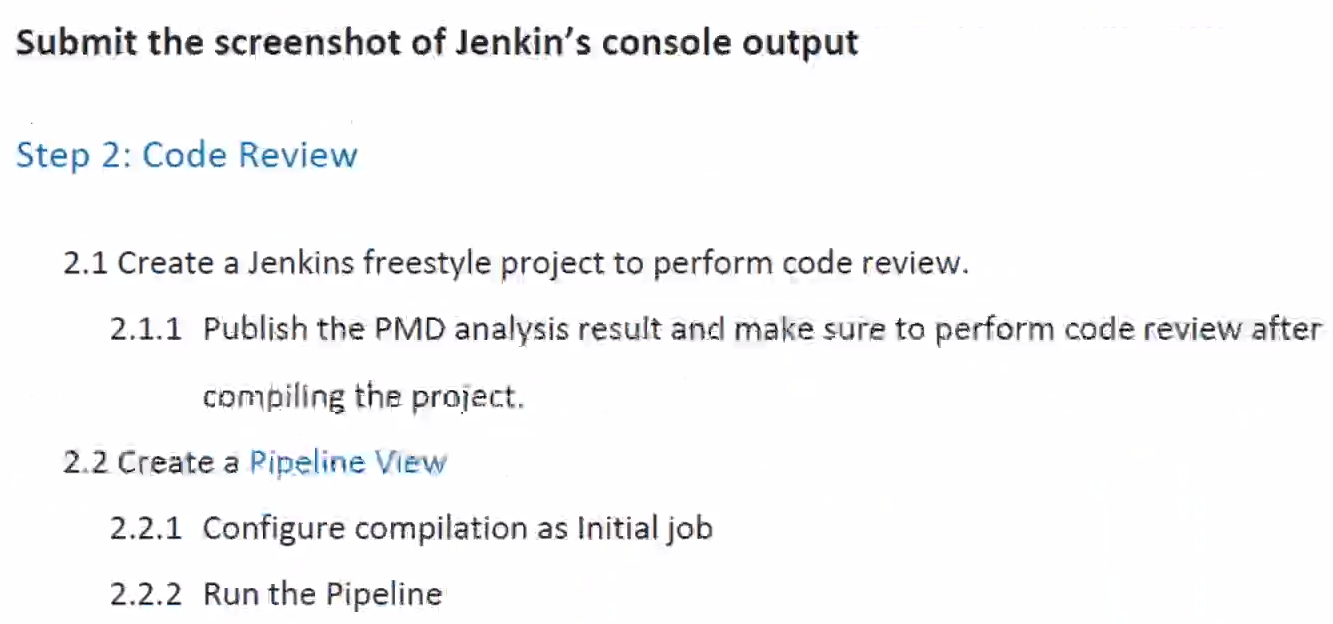 Submit the screenshot of Jenkin's console output
Step 2: Code Review
2.1 Create a Jenkins freestyle project to perform code review.
2.1.1 Publish the PMD analysis result and make sure to perform code review after
compiling the project.
2.2 Create a Pipeline View
2.2.1 Configure compilation as Initial job
2.2.2 Run the Pipeline